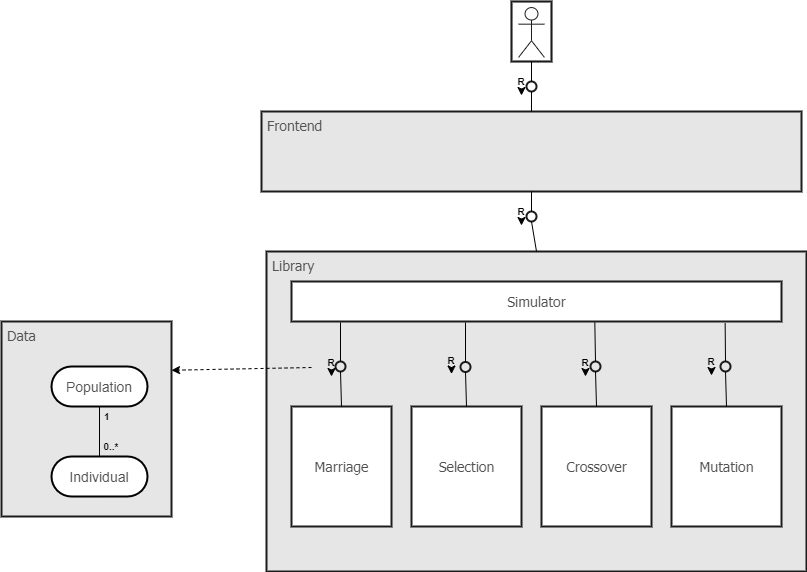 R
Frontend
R
Library
Simulator
Data
R
R
R
R
Population
1
0..*
Individual
Marriage
Selection
Crossover
Mutation